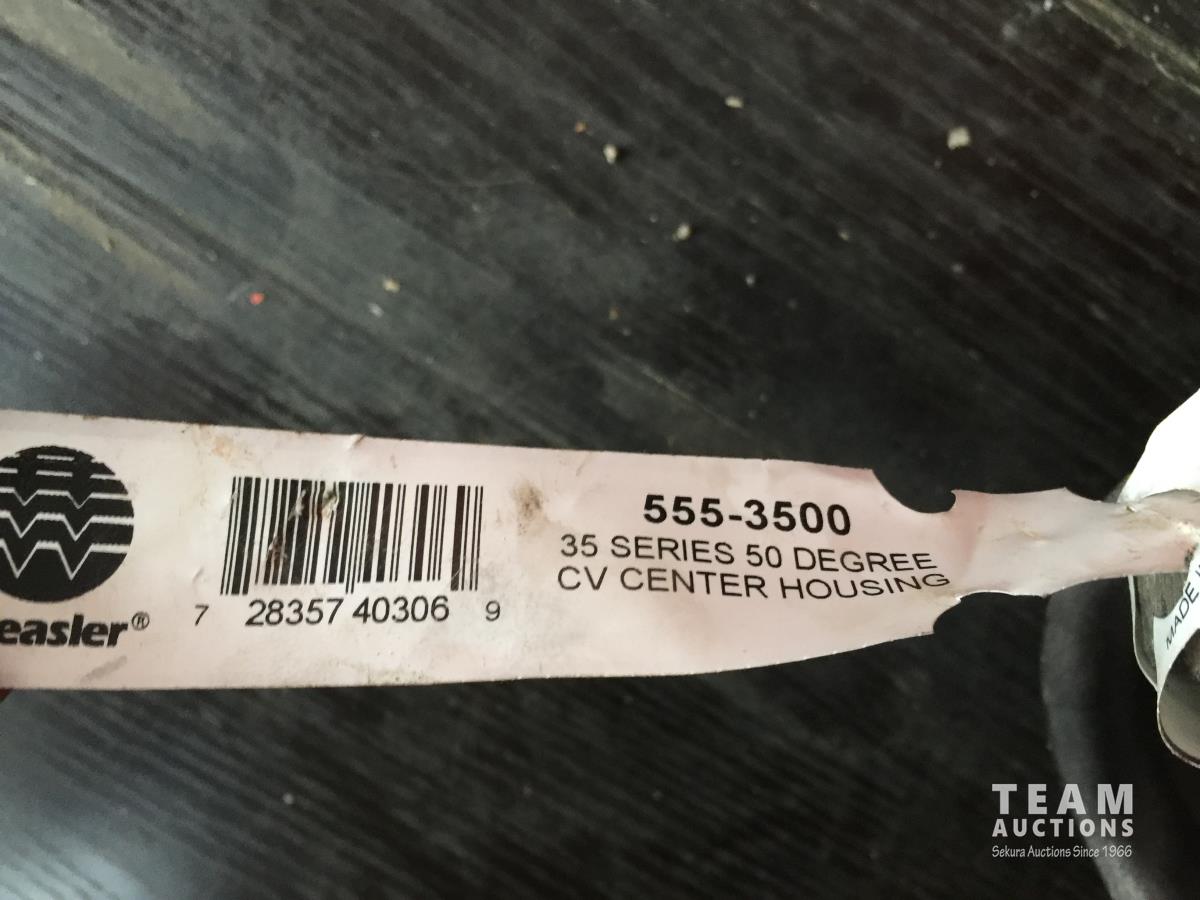 easler®
7 28357 40306 9
555-3500
35 SERIES 50 DEGREE
CV CENTER HOUSING
MADE
TEAM
AUCTIONS
Sekura Auctions Since 1966